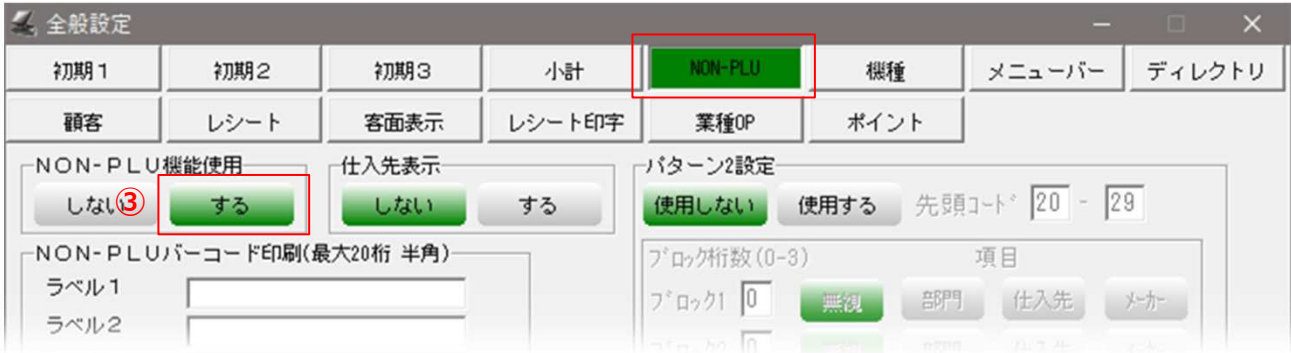 全般設定
初期1 初期2 初期3 小計 NON-PLU 機種 メニューバー ディレクトリ
顧客 レシート 客面表示 レシート印字 業種OP ポイント
NON-PLU機能使用 仕入先表示 パターン2設定
しない ③ する しない する 使用しない 使用する 先頭コード 20 - 29
NON-PLUバーコード印刷(最大20桁 半角)
ブロック桁数(0-3) 項目
ラベル1
ブロック1 0 無視 部門 仕入先 メーカー
ラベル2